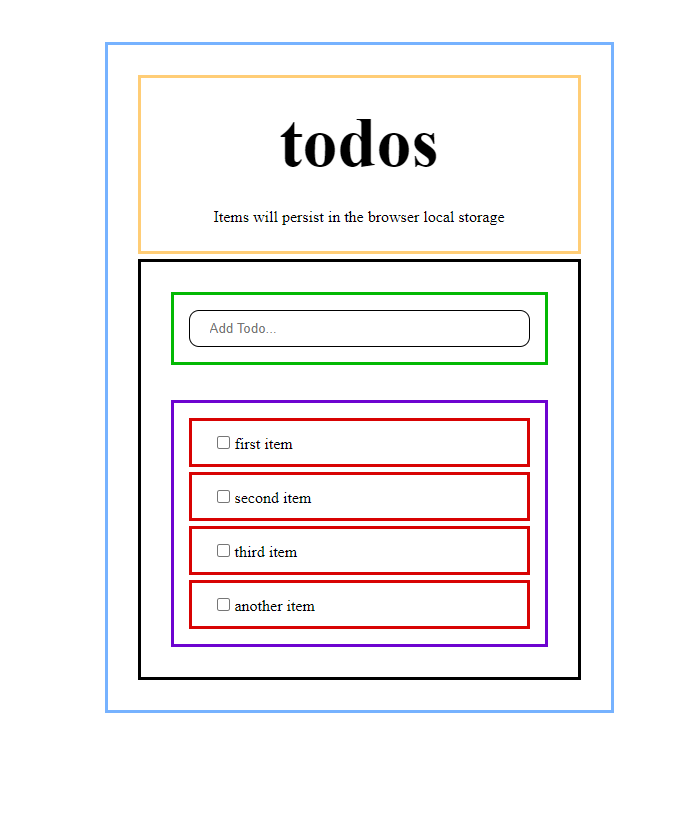 todos
Items will persist in the browser local storage
Add Todo...
first item
second item
third item
another item